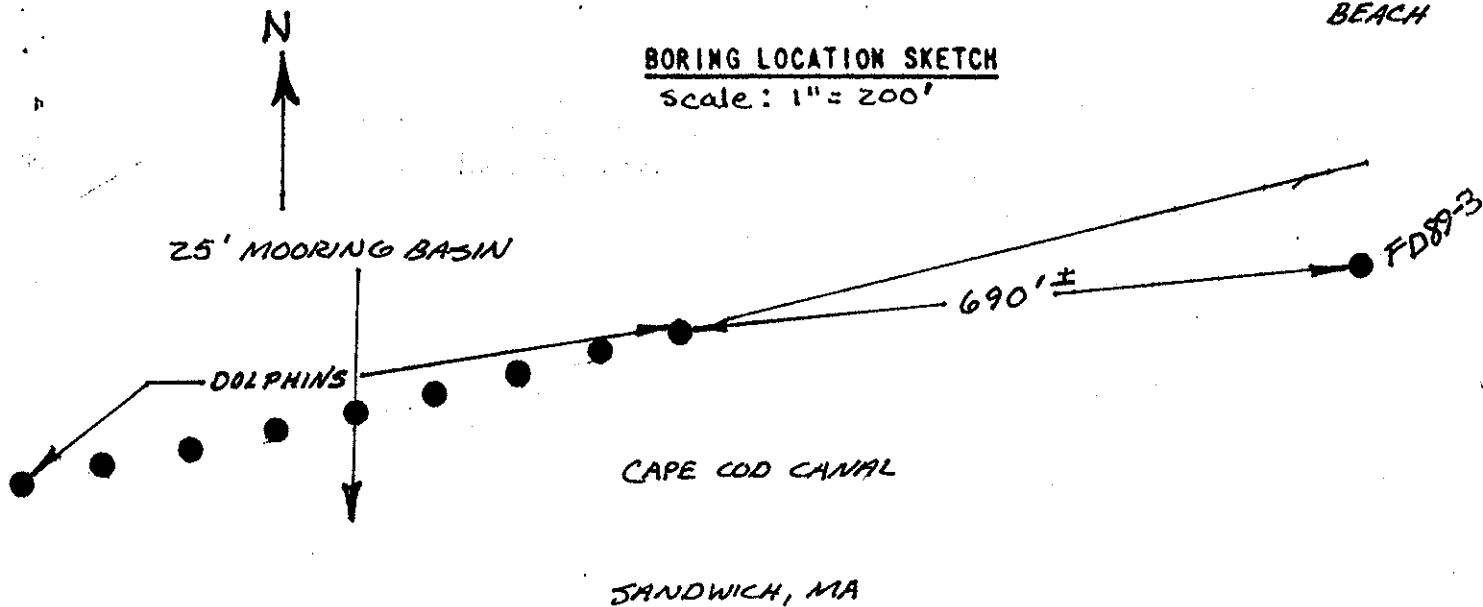 BEACH
N
BORING LOCATION SKETCH
Scale: 1" = 200'
FD89-3
25' MOORING BASIN
690'±
DOLPHINS
CAPE COD CANAL
SANDWICH, MA